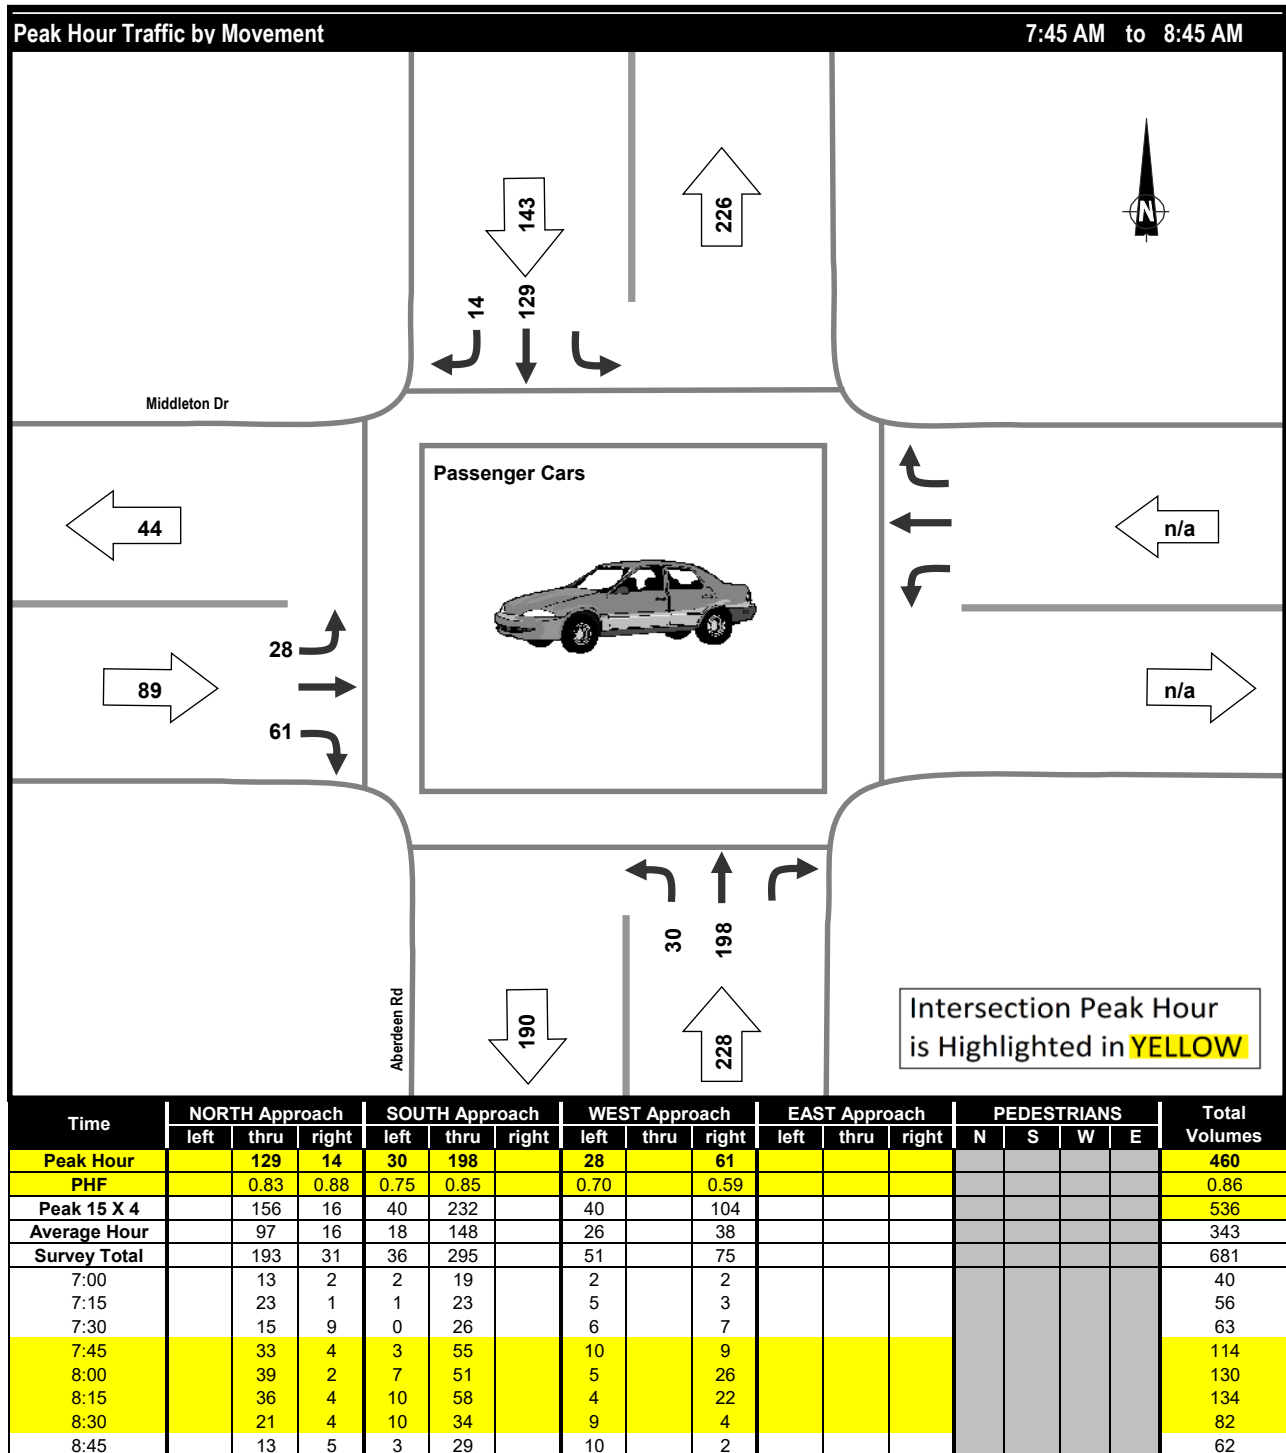 Peak Hour Traffic by Movement 7:45 AM to 8:45 AM
143
226
14
129
N
Middleton Dr
Passenger Cars
44
n/a
28
89
n/a
61
30
198
Aberdeen Rd
190
228
Intersection Peak Hour
is Highlighted in YELLOW
Time NORTH Approach SOUTH Approach WEST Approach EAST Approach PEDESTRIANS Total
left thru right left thru right left thru right left thru right N S W E Volumes
Peak Hour 129 14 30 198 28 61 460
PHF 0.83 0.88 0.75 0.85 0.70 0.59 0.86
Peak 15 X 4 156 16 40 232 40 104 536
Average Hour 97 16 18 148 26 38 343
Survey Total 193 31 36 295 51 75 681
7:00 13 2 2 19 2 2 40
7:15 23 1 1 23 5 3 56
7:30 15 9 0 26 6 7 63
7:45 33 4 3 55 10 9 114
8:00 39 2 7 51 5 26 130
8:15 36 4 10 58 4 22 134
8:30 21 4 10 34 9 4 82
8:45 13 5 3 29 10 2 62